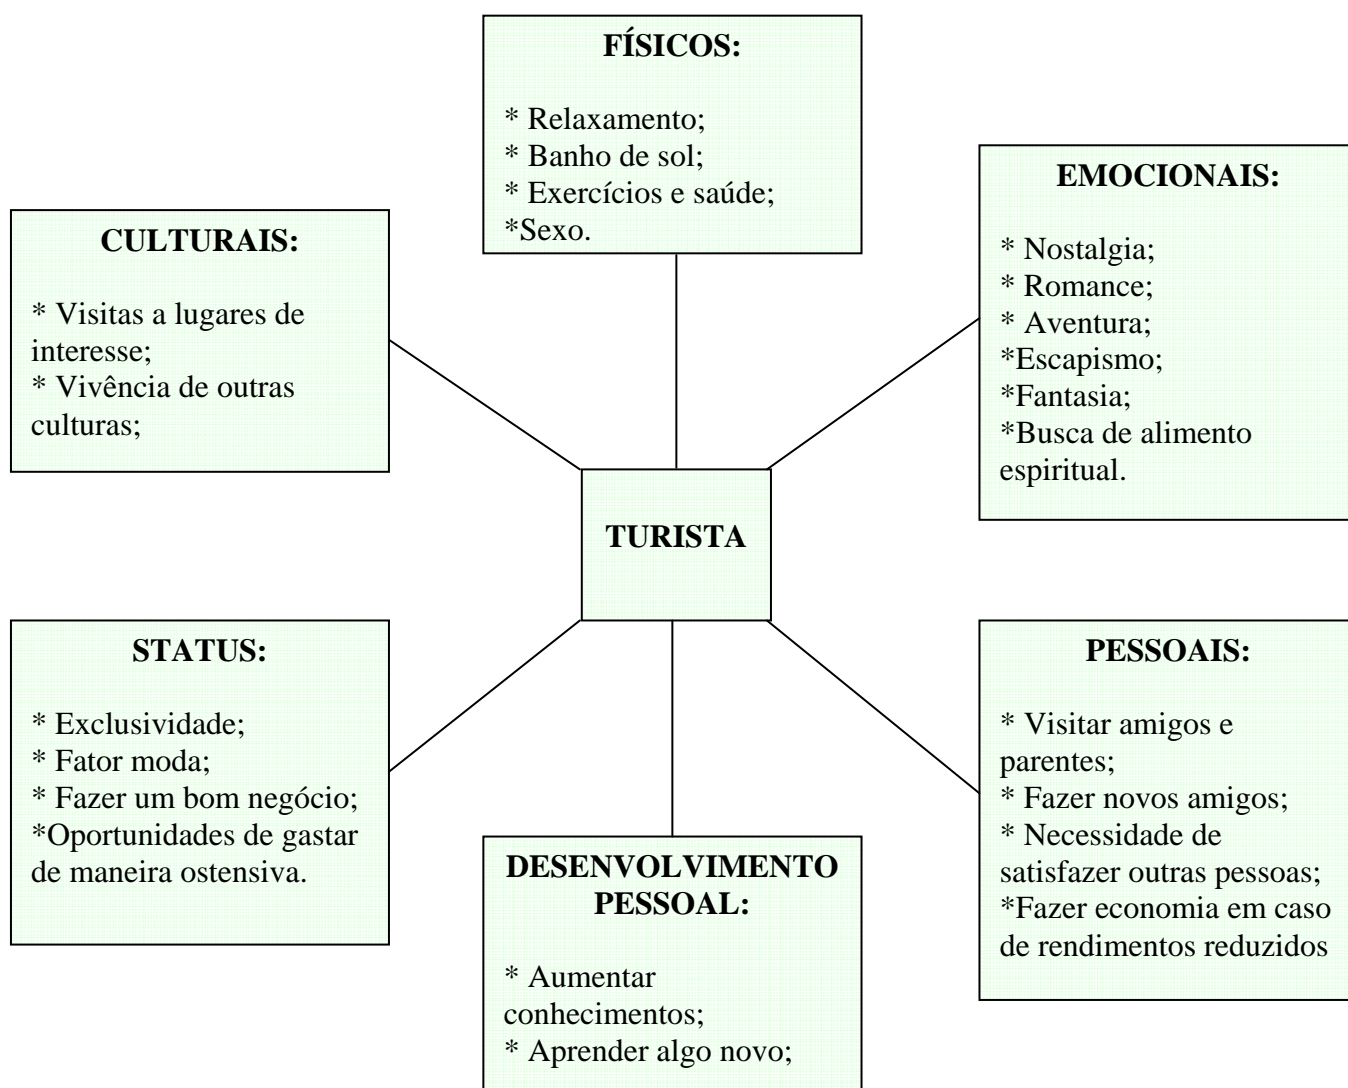 FÍSICOS:
* Relaxamento;
* Banho de sol;
* Exercícios e saúde;
*Sexo.
EMOCIONAIS:
* Nostalgia;
* Romance;
* Aventura;
*Escapismo;
*Fantasia;
*Busca de alimento
espiritual.
CULTURAIS:
* Visitas a lugares de
interesse;
* Vivência de outras
culturas;
TURISTA
STATUS:
* Exclusividade;
* Fator moda;
* Fazer um bom negócio;
*Oportunidades de gastar
de maneira ostensiva.
PESSOAIS:
* Visitar amigos e
parentes;
* Fazer novos amigos;
* Necessidade de
satisfazer outras pessoas;
*Fazer economia em caso
de rendimentos reduzidos
DESENVOLVIMENTO
PESSOAL:
* Aumentar
conhecimentos;
* Aprender algo novo;